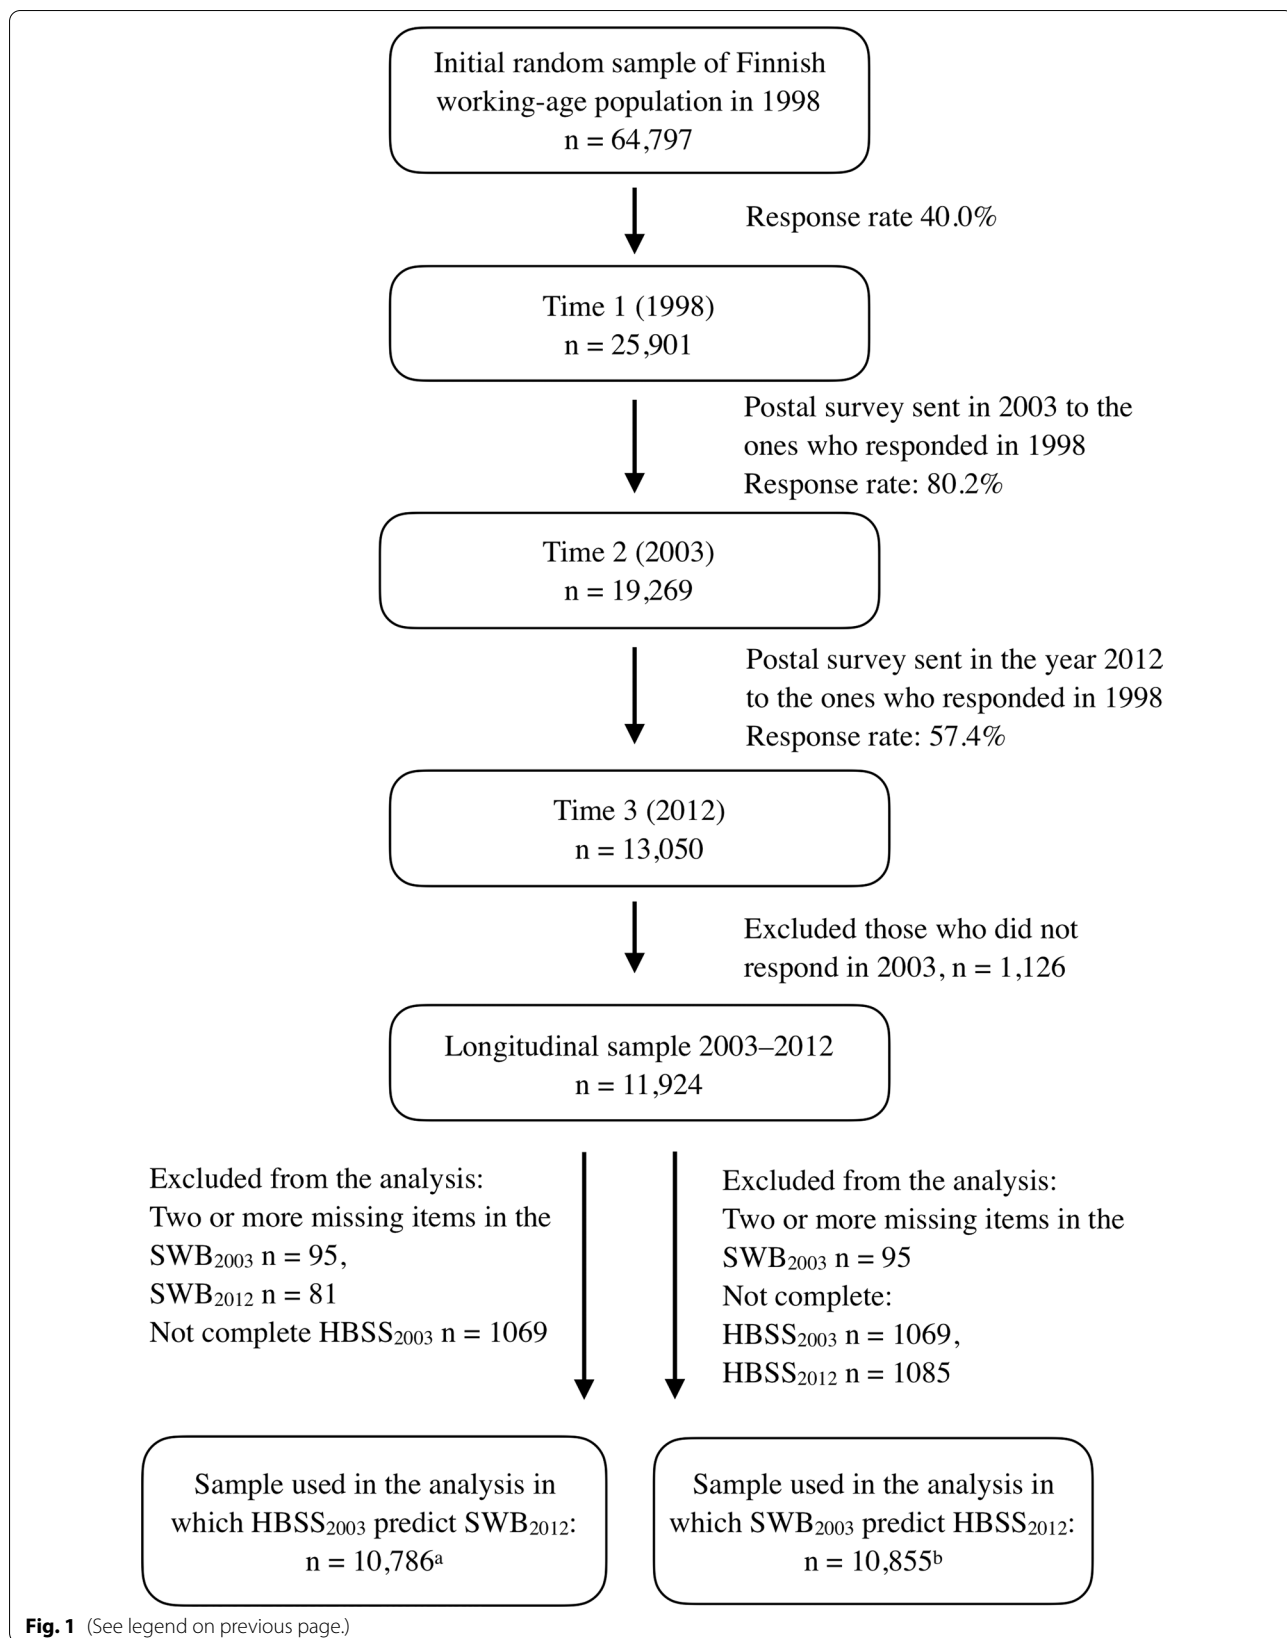 Initial random sample of Finnish
working-age population in 1998
n = 64,797
Response rate 40.0%
Time 1 (1998)
n = 25,901
Postal survey sent in 2003 to the
ones who responded in 1998
Response rate: 80.2%
Time 2 (2003)
n = 19,269
Postal survey sent in the year 2012
to the ones who responded in 1998
Response rate: 57.4%
Time 3 (2012)
n = 13,050
Excluded those who did not
respond in 2003, n = 1,126
Longitudinal sample 2003–2012
n = 11,924
Excluded from the analysis:
Two or more missing items in the
SWB₂₀₀₃ n = 95,
SWB₂₀₁₂ n = 81
Not complete HBSS₂₀₀₃ n = 1069
Excluded from the analysis:
Two or more missing items in the
SWB₂₀₀₃ n = 95
Not complete:
HBSS₂₀₀₃ n = 1069,
HBSS₂₀₁₂ n = 1085
Sample used in the analysis in
which HBSS₂₀₀₃ predict SWB₂₀₁₂:
n = 10,786ᵃ
Sample used in the analysis in
which SWB₂₀₀₃ predict HBSS₂₀₁₂:
n = 10,855ᵇ
Fig. 1 (See legend on previous page.)